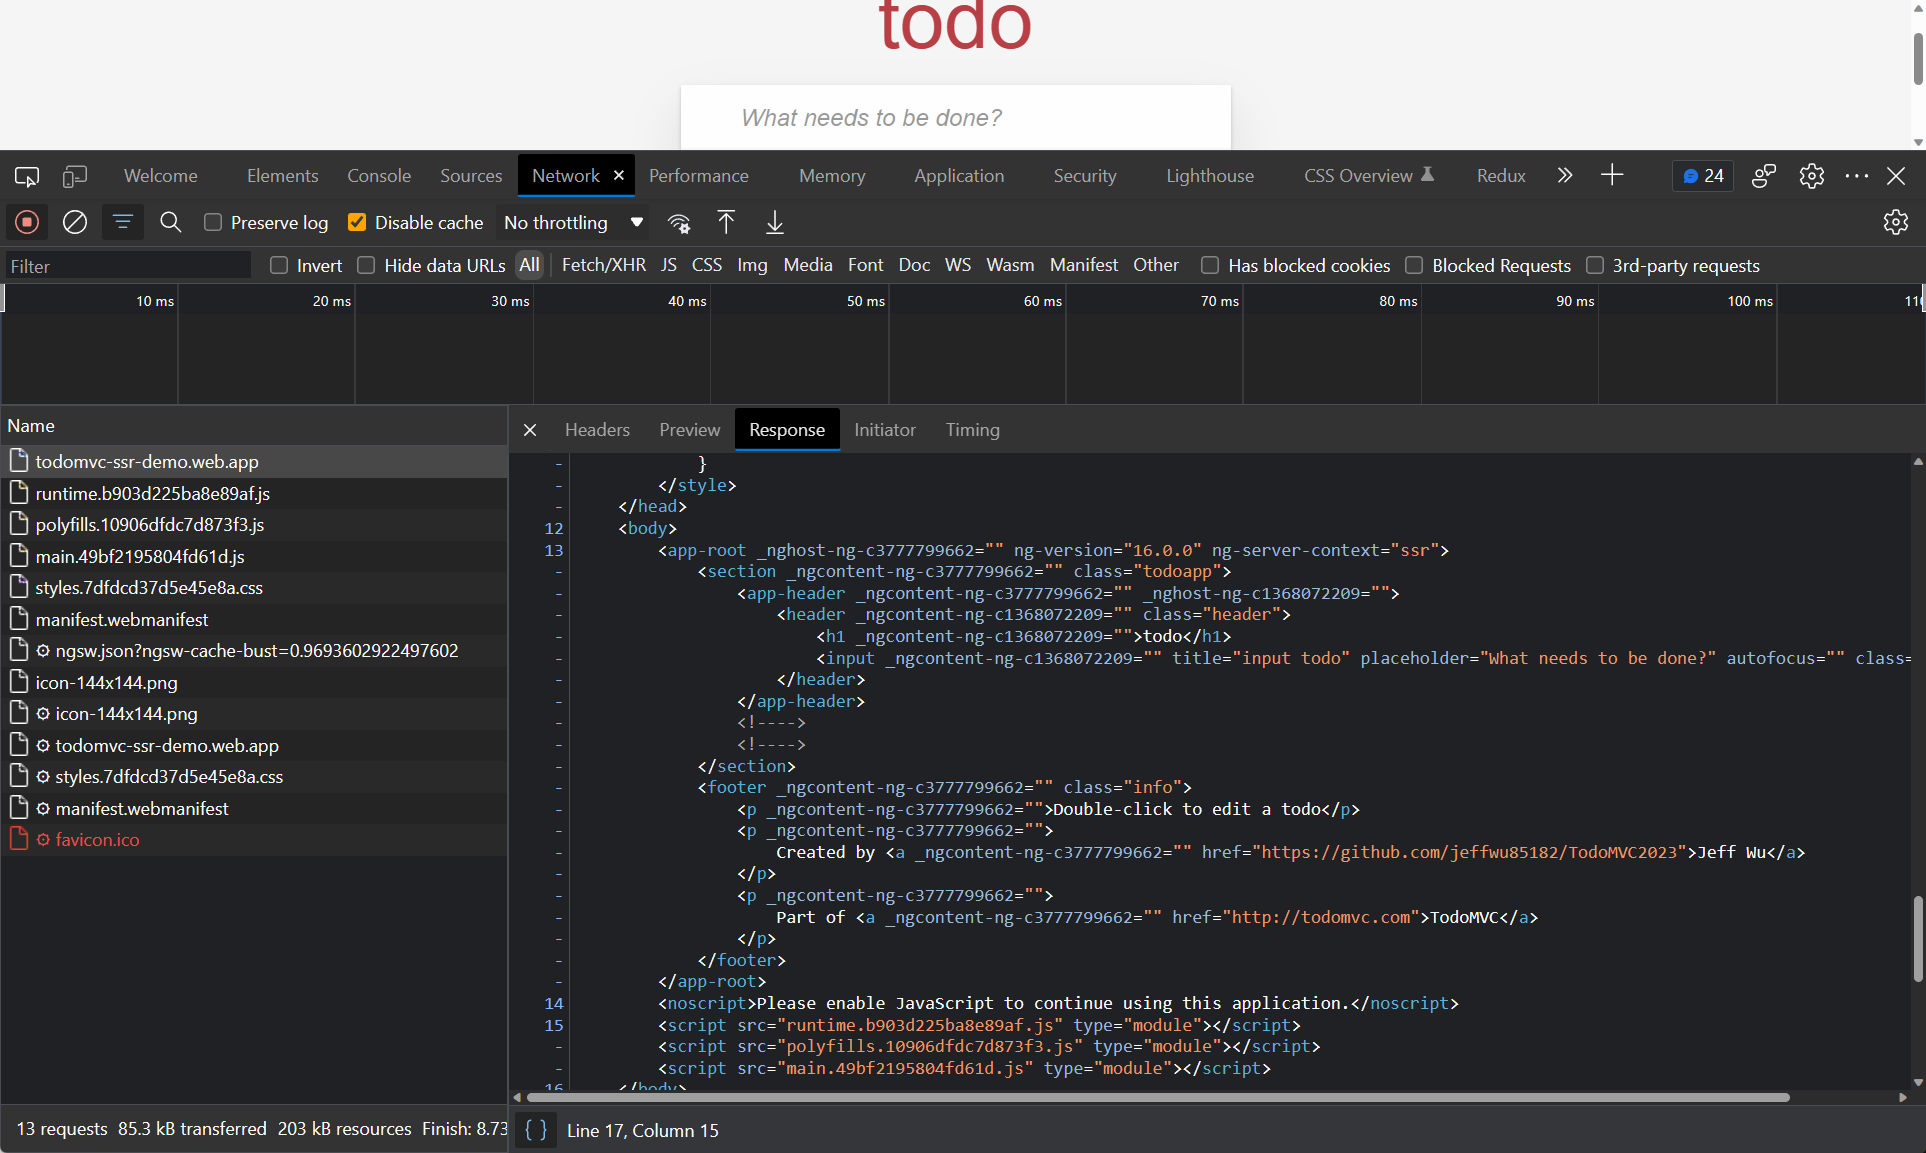 todo
What needs to be done?
Welcome Elements Console Sources Network Performance Memory Application Security Lighthouse CSS Overview Redux 24
Preserve log Disable cache No throttling
Filter Invert Hide data URLs All Fetch/XHR JS CSS Img Media Font Doc WS Wasm Manifest Other Has blocked cookies Blocked Requests 3rd-party requests
10 ms 20 ms 30 ms 40 ms 50 ms 60 ms 70 ms 80 ms 90 ms 100 ms
Name
todomvc-ssr-demo.web.app
runtime.b903d225ba8e89af.js
polyfills.10906dfdc7d873f3.js
main.49bf2195804fd61d.js
styles.7dfdcd37d5e45e8a.css
manifest.webmanifest
ngsw.json?ngsw-cache-bust=0.9693602922497602
icon-144x144.png
icon-144x144.png
todomvc-ssr-demo.web.app
styles.7dfdcd37d5e45e8a.css
manifest.webmanifest
favicon.ico
13 requests 85.3 kB transferred 203 kB resources Finish: 8.73
Headers Preview Response Initiator Timing
- }
- </style>
- </head>
12 <body>
13 <app-root _nghost-ng-c3777799662="" ng-version="16.0.0" ng-server-context="ssr">
- <section _ngcontent-ng-c3777799662="" class="todoapp">
- <app-header _ngcontent-ng-c3777799662="" _nghost-ng-c1368072209="">
- <header _ngcontent-ng-c1368072209="" class="header">
- <h1 _ngcontent-ng-c1368072209="">todo</h1>
- <input _ngcontent-ng-c1368072209="" title="input todo" placeholder="What needs to be done?" autofocus="" class=
- </header>
- </app-header>
- <!---->
- <!---->
- </section>
- <footer _ngcontent-ng-c3777799662="" class="info">
- <p _ngcontent-ng-c3777799662="">Double-click to edit a todo</p>
- <p _ngcontent-ng-c3777799662="">
- Created by <a _ngcontent-ng-c3777799662="" href="https://github.com/jeffwu85182/TodoMVC2023">Jeff Wu</a>
- </p>
- <p _ngcontent-ng-c3777799662="">
- Part of <a _ngcontent-ng-c3777799662="" href="http://todomvc.com">TodoMVC</a>
- </p>
- </footer>
- </app-root>
14 <noscript>Please enable JavaScript to continue using this application.</noscript>
15 <script src="runtime.b903d225ba8e89af.js" type="module"></script>
- <script src="polyfills.10906dfdc7d873f3.js" type="module"></script>
- <script src="main.49bf2195804fd61d.js" type="module"></script>
16 </body>
{ } Line 17, Column 15